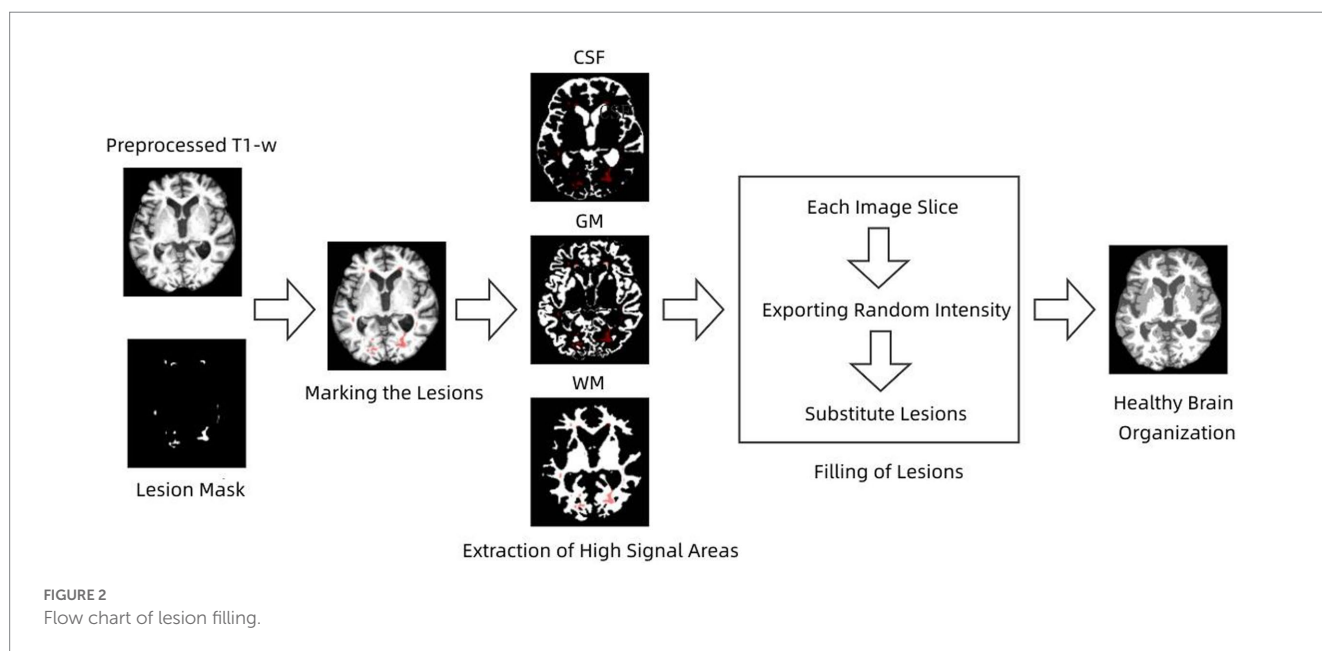 Preprocessed T1-w
Lesion Mask
Marking the Lesions
CSF
GM
WM
Extraction of High Signal Areas
Each Image Slice
Exporting Random Intensity
Substitute Lesions
Filling of Lesions
Healthy Brain
Organization
FIGURE 2
Flow chart of lesion filling.